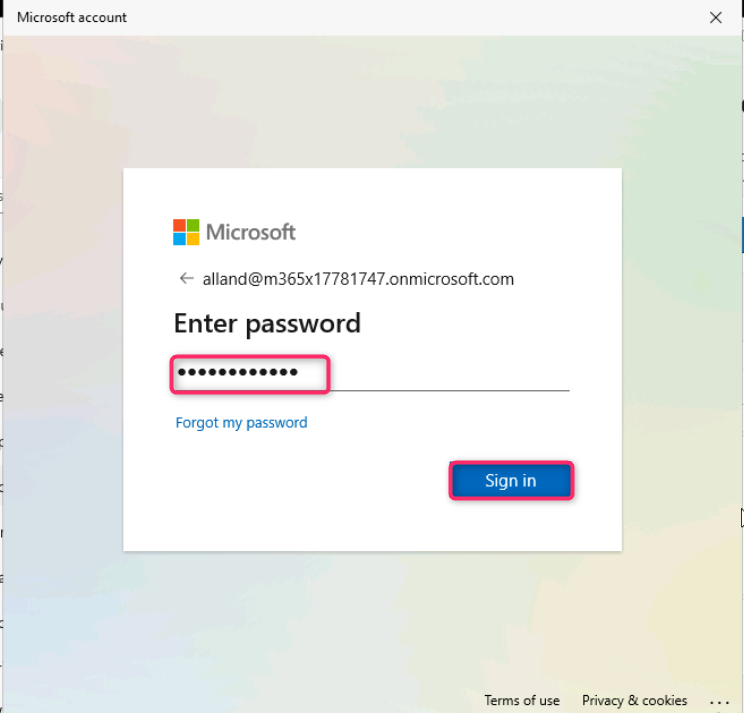 Microsoft account
Microsoft
alland@m365x17781747.onmicrosoft.com
Enter password
••••••••••••
Forgot my password
Sign in
Terms of use Privacy & cookies ...